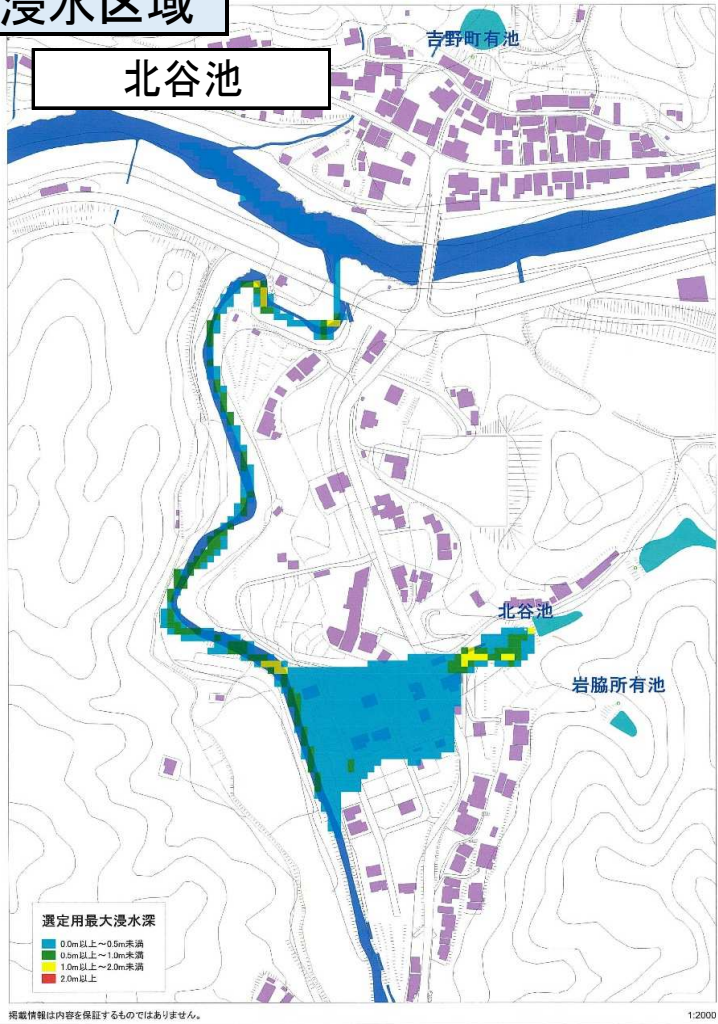 浸水区域
北谷池
吉野町有池
北谷池
岩脇所有池
選定用最大浸水深
0.0m以上～0.5m未満
0.5m以上～1.0m未満
1.0m以上～2.0m未満
2.0m以上
掲載情報は内容を保証するものではありません。
1:2000